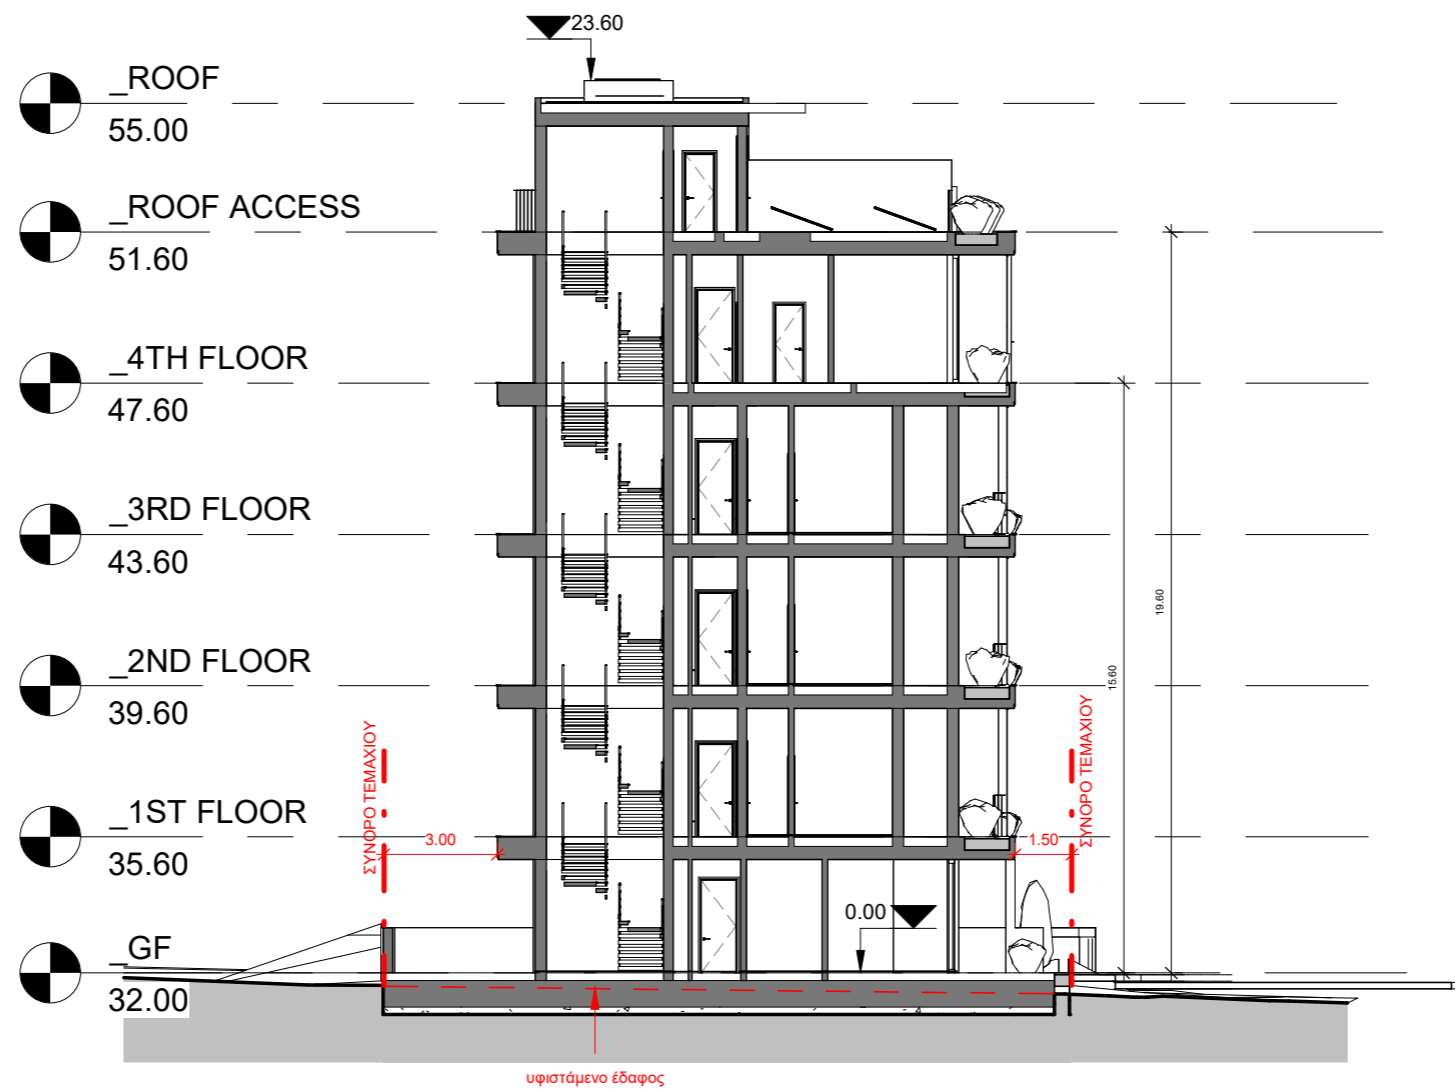 23.60
_ROOF
55.00
_ROOF ACCESS
51.60
_4TH FLOOR
47.60
_3RD FLOOR
43.60
19.60
_2ND FLOOR
39.60
15.60
ΣΥΝΟΡΟ ΤΕΜΑΧΙΟΥ
ΣΥΝΟΡΟ ΤΕΜΑΧΙΟΥ
_1ST FLOOR
35.60
3.00
1.50
0.00
_GF
32.00
υφιστάμενο έδαφος